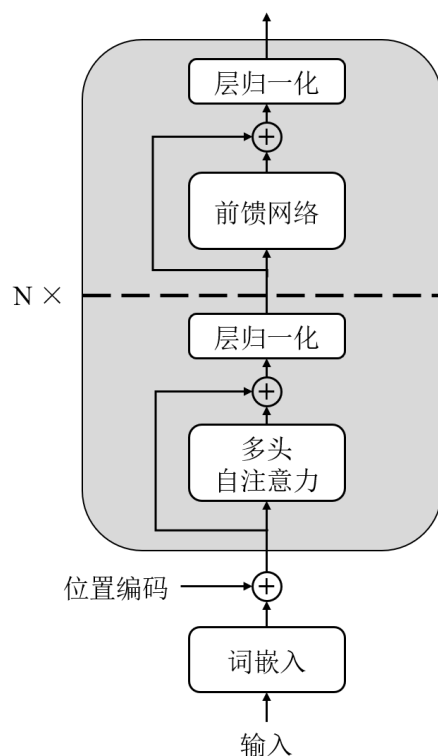 层归一化
+
前馈网络
N ×
层归一化
+
多头
自注意力
位置编码
+
词嵌入
输入